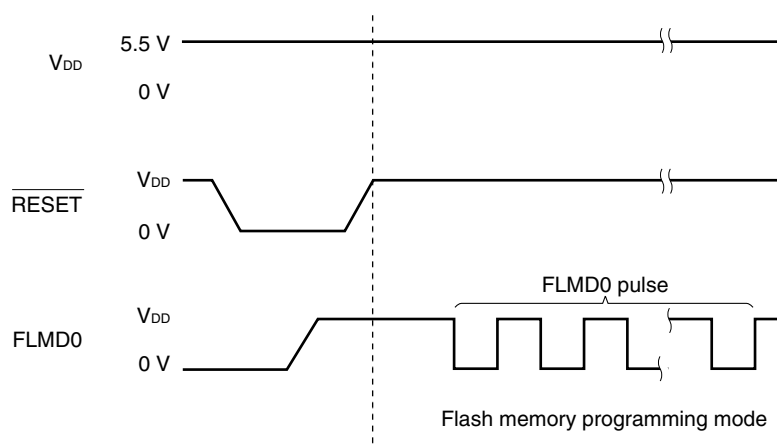 5.5 V
VDD
0 V
VDD
RESET
0 V
FLMD0 pulse
VDD
FLMD0
0 V
Flash memory programming mode